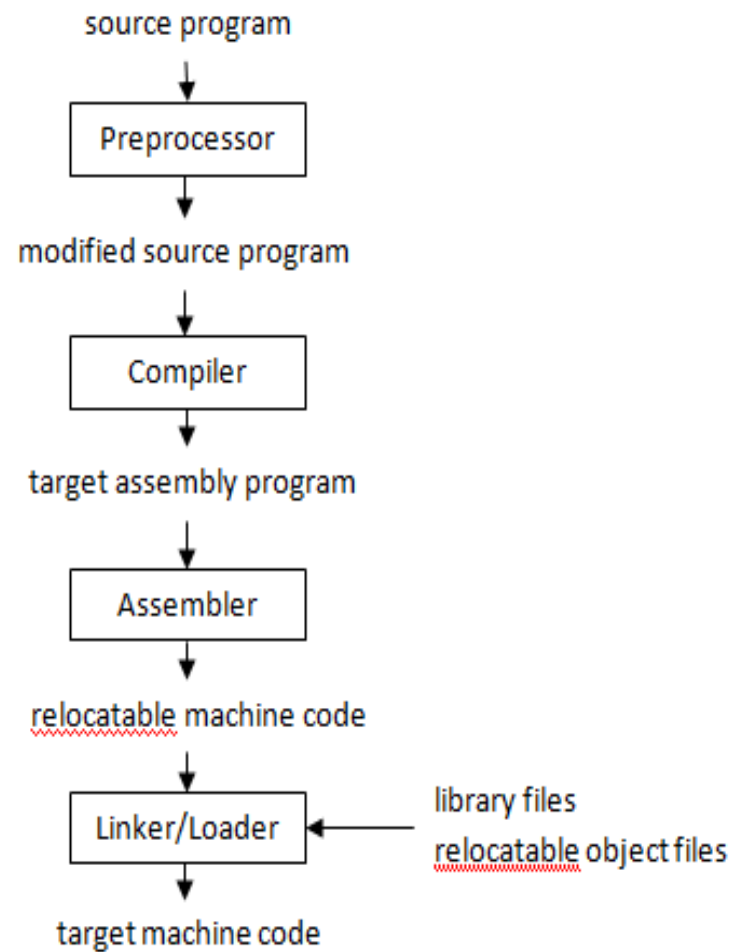 source program
Preprocessor
modified source program
Compiler
target assembly program
Assembler
relocatable machine code
Linker/Loader
library files
relocatable object files
target machine code